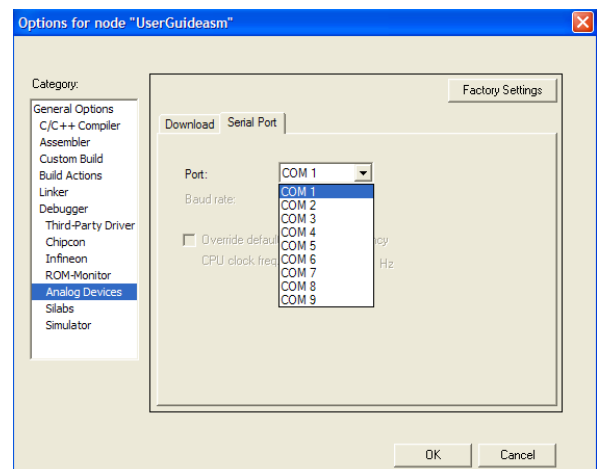 Options for node "UserGuideasm"
Category:
Factory Settings
General Options
C/C++ Compiler
Assembler
Custom Build
Build Actions
Linker
Debugger
Third-Party Driver
Chipcon
Infineon
ROM-Monitor
Analog Devices
Silabs
Simulator
Download Serial Port
Port: COM 1
Baud rate:
COM 1
COM 2
COM 3
COM 4
COM 5
COM 6
COM 7
COM 8
COM 9
Override
CPU clock
Hz
OK Cancel